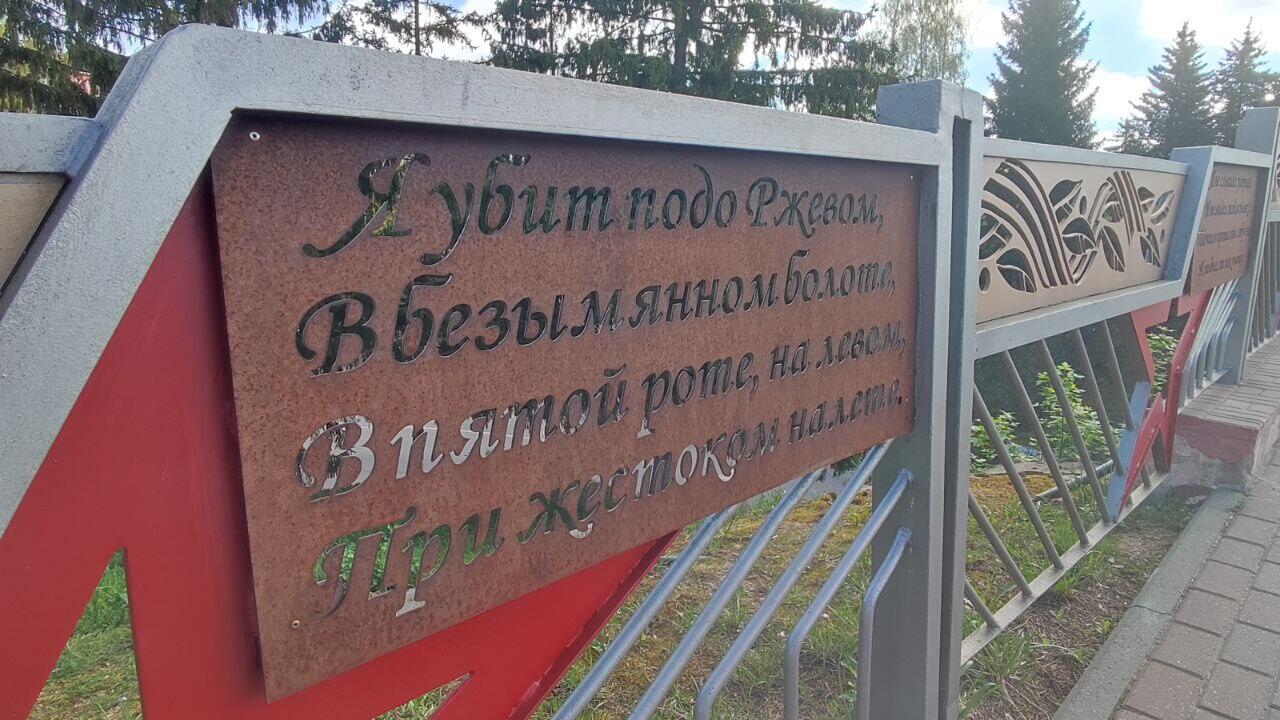 Я убит подо Ржевом,
В безымянном болоте,
В пятой роте, на левом,
При жестоком налете.